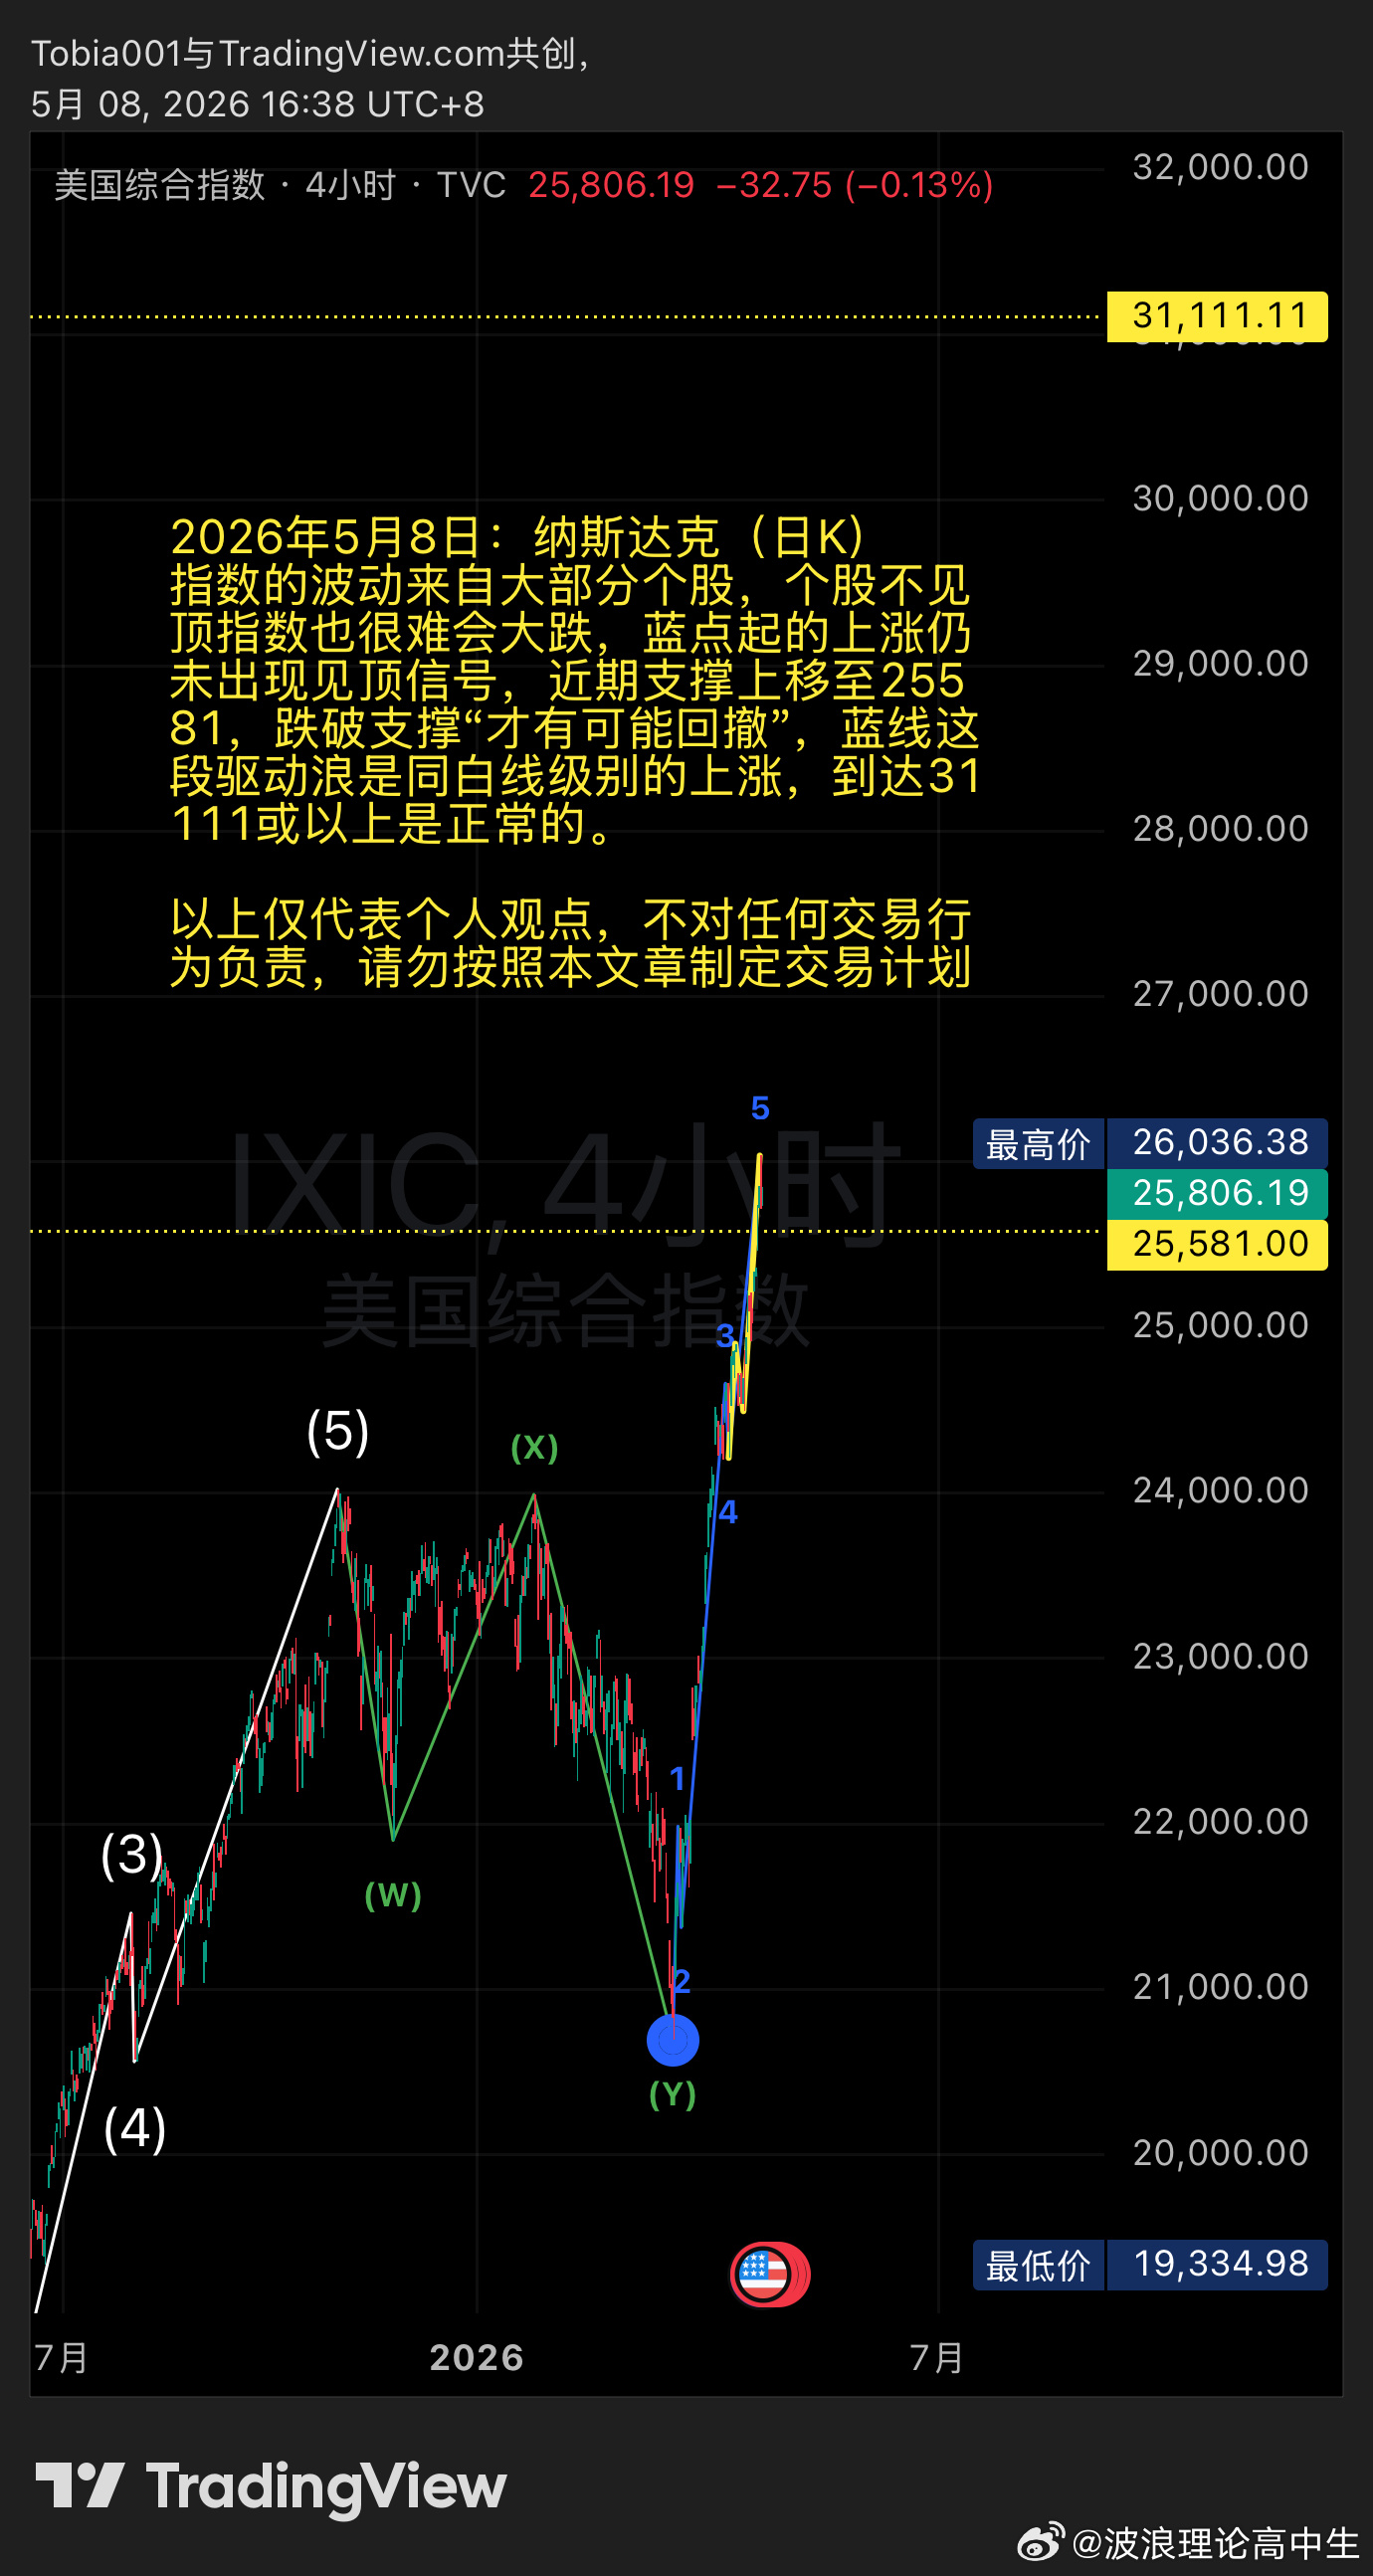 Tobia001与TradingView.com共创,
5月 08, 2026 16:38 UTC+8
美国综合指数 · 4小时 · TVC 25,806.19 −32.75 (−0.13%)
32,000.00
31,111.11
30,000.00
2026年5月8日：纳斯达克（日K）
指数的波动来自大部分个股，个股不见
顶指数也很难会大跌，蓝点起的上涨仍
未出现见顶信号，近期支撑上移至255
81，跌破支撑“才有可能回撤”，蓝线这
段驱动浪是同白线级别的上涨，到达31
111或以上是正常的。
29,000.00
28,000.00
以上仅代表个人观点，不对任何交易行
为负责，请勿按照本文章制定交易计划
27,000.00
5
IXIC, 4小时
美国综合指数
最高价 26,036.38
25,806.19
25,581.00
25,000.00
3
(5)
(X)
24,000.00
4
23,000.00
1
22,000.00
(3)
(W)
2
21,000.00
(Y)
(4)
20,000.00
最低价 19,334.98
7月 2026 7月
TradingView
@波浪理论高中生